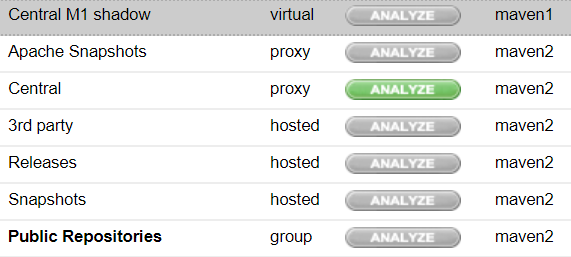 Central M1 shadow virtual ANALYZE maven1
Apache Snapshots proxy ANALYZE maven2
Central proxy ANALYZE maven2
3rd party hosted ANALYZE maven2
Releases hosted ANALYZE maven2
Snapshots hosted ANALYZE maven2
Public Repositories group ANALYZE maven2